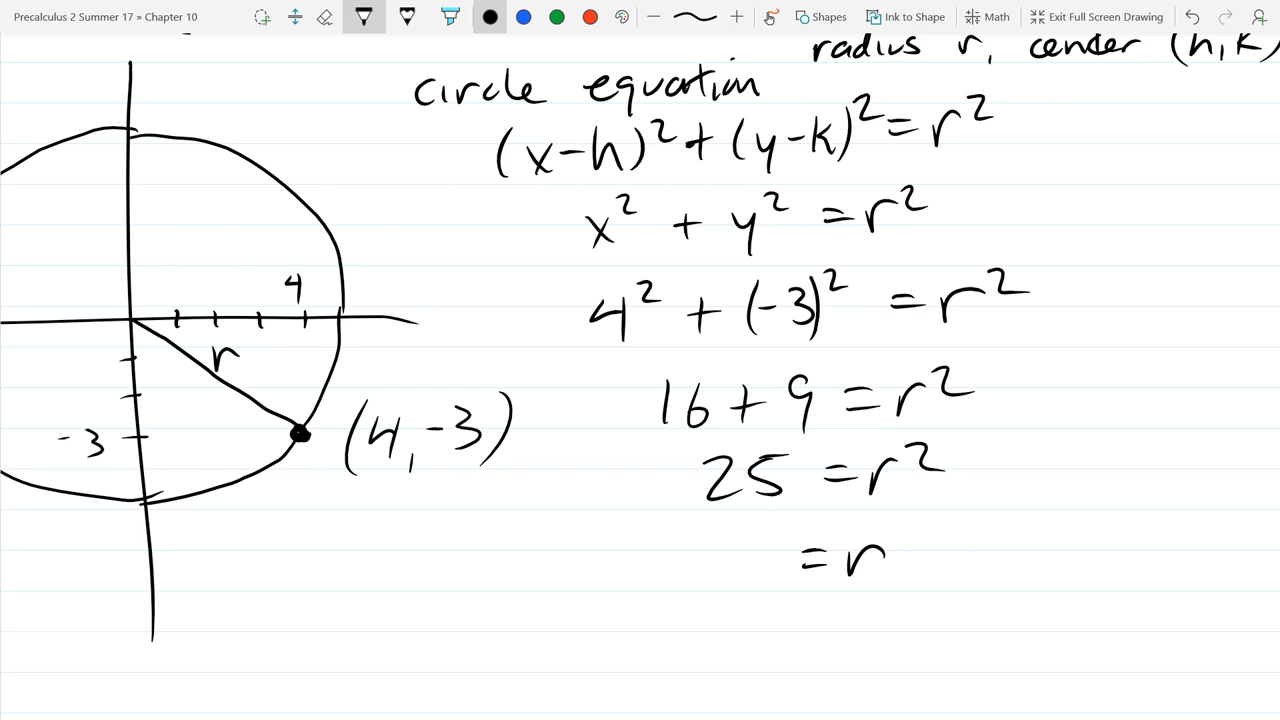 Precalculus 2 Summer 17 » Chapter 10
Shapes
Ink to Shape
Math
Exit Full Screen Drawing
radius r, center (h,k)
circle equation
(x-h)² + (y-k)² = r²
x² + y² = r²
4² + (-3)² = r²
16 + 9 = r²
25 = r²
= r
4
r
-3
(4,-3)